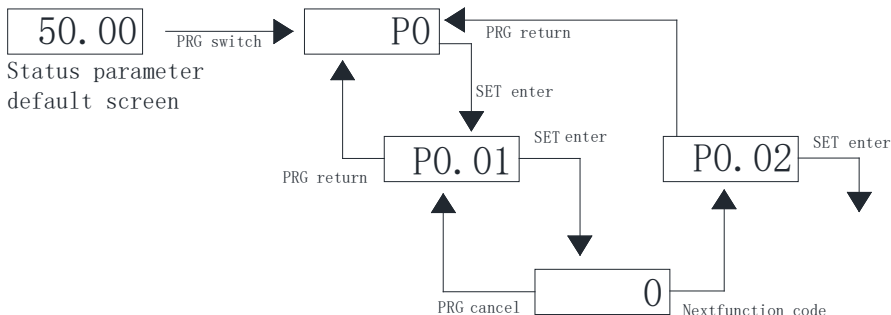 50.00
PRG switch
P0
PRG return
Status parameter
default screen
SET enter
P0.01
SET enter
P0.02
SET enter
PRG return
0
PRG cancel
Nextfunction code